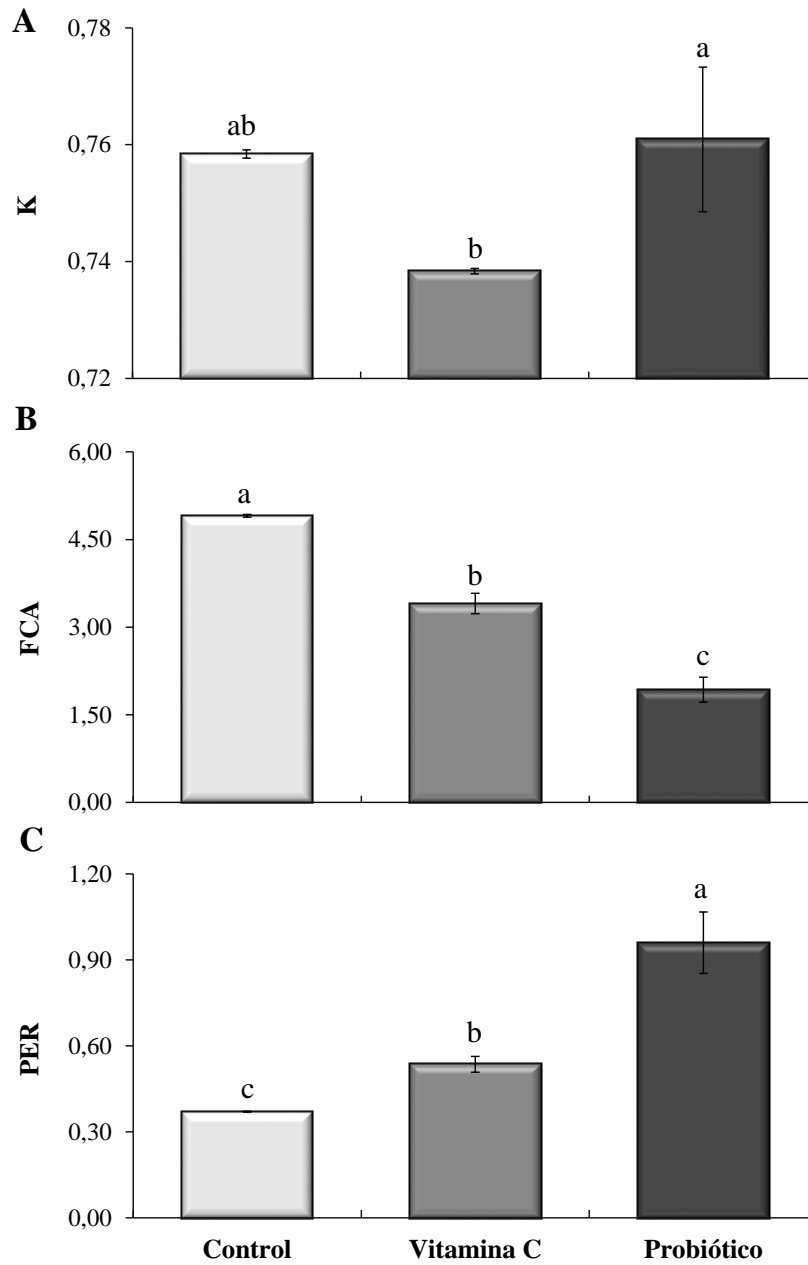 A
0,78
a
ab
0,76
K
b
0,74
0,72
B
6,00
a
4,50
b
FCA
3,00
c
1,50
0,00
C
1,20
a
0,90
b
PER
0,60
c
0,30
0,00
Control Vitamina C Probiótico